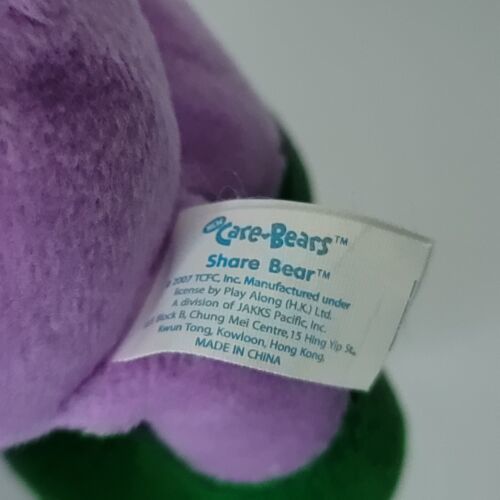 Care-Bears™
Share Bear™
2007 TCFC, Inc. Manufactured under
license by Play Along (H.K.) Ltd.
A division of JAKKS Pacific, Inc.
Block B, Chung Mei Centre, 15 Hing Yip St.,
Kwun Tong, Kowloon, Hong Kong.
MADE IN CHINA